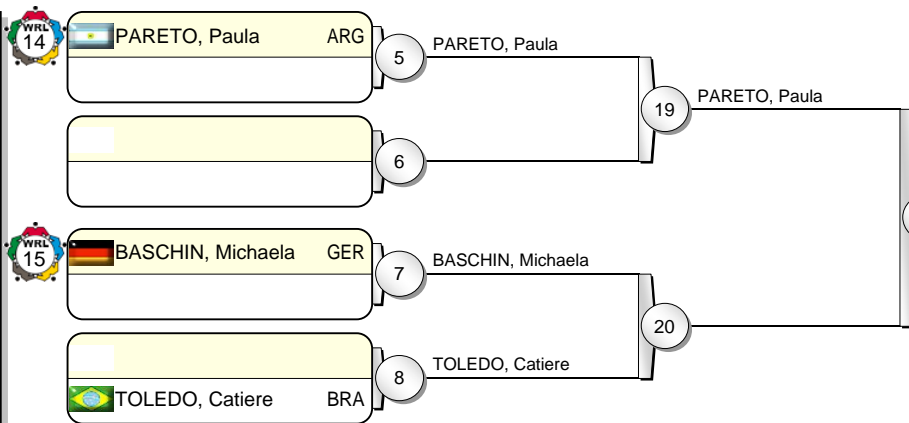 WRL
14
PARETO, Paula ARG
5
PARETO, Paula
19
PARETO, Paula
6
WRL
15
BASCHIN, Michaela GER
7
BASCHIN, Michaela
20
8
TOLEDO, Catiere
TOLEDO, Catiere BRA